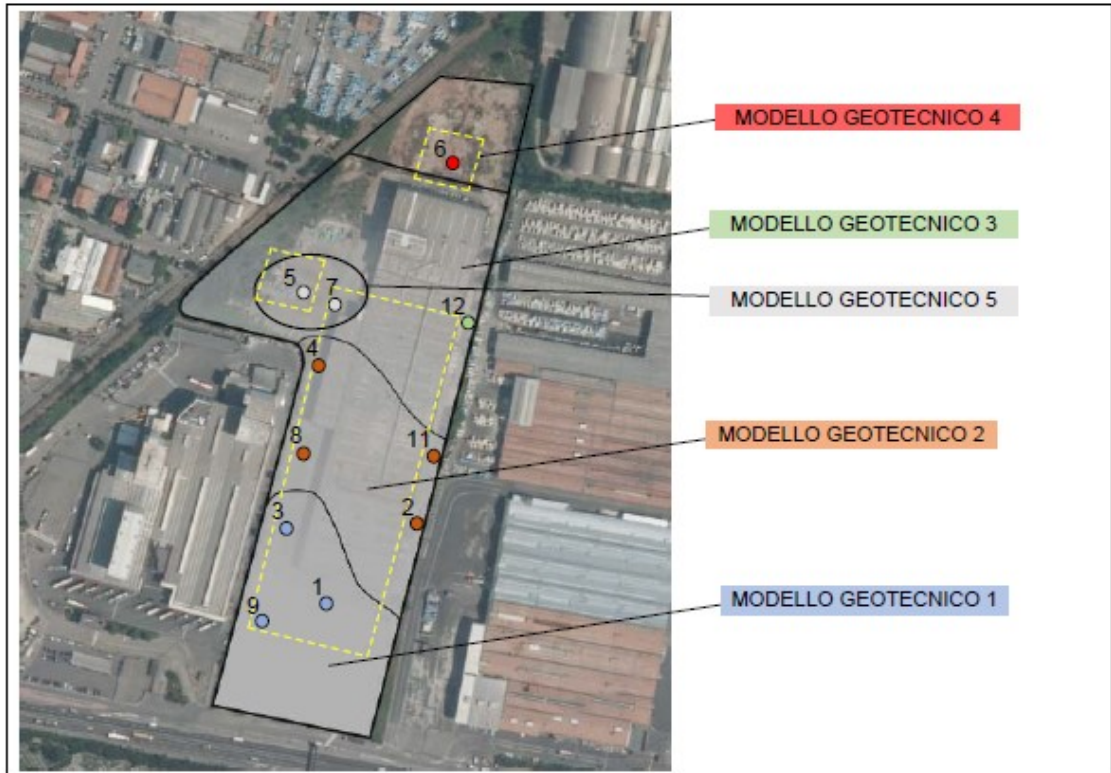 MODELLO GEOTECNICO 4
6
MODELLO GEOTECNICO 3
5
7
MODELLO GEOTECNICO 5
12
4
8
11
MODELLO GEOTECNICO 2
3
2
1
MODELLO GEOTECNICO 1
9